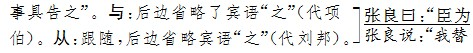 事具告之”。与:后边省略了宾语“之”(代项
伯)。从:跟随,后边省略宾语“之”(代刘邦)。
张良曰:“臣为
张良说:“我替